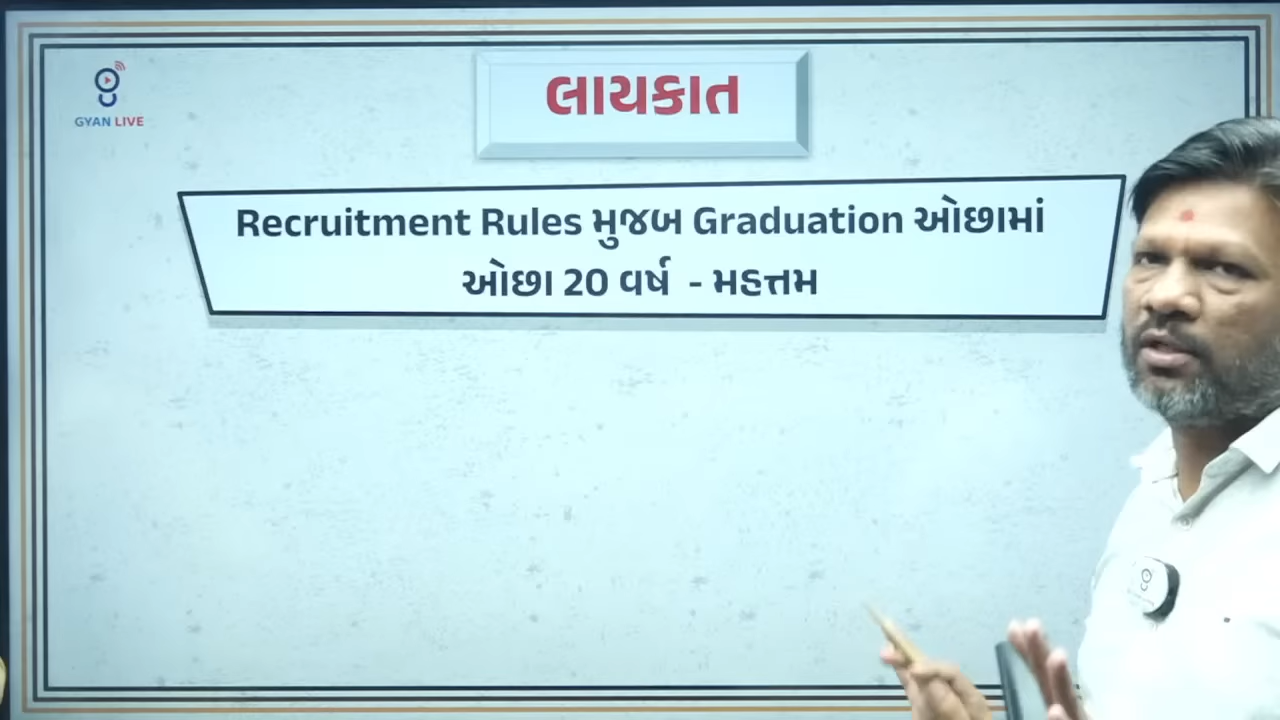 GYAN LIVE
લાયકાત
Recruitment Rules મુજબ Graduation ઓછામાં
ઓછા 20 વર્ષ - મહત્તમ